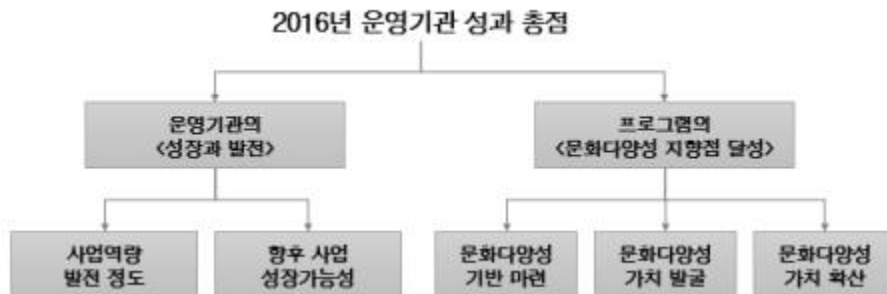 2016년 운영기관 성과 총점
운영기관의
<성장과 발전>
프로그램의
<문화다양성 지향점 달성>
사업역량
발전 정도
향후 사업
성장가능성
문화다양성
기반 마련
문화다양성
가치 발굴
문화다양성
가치 확산